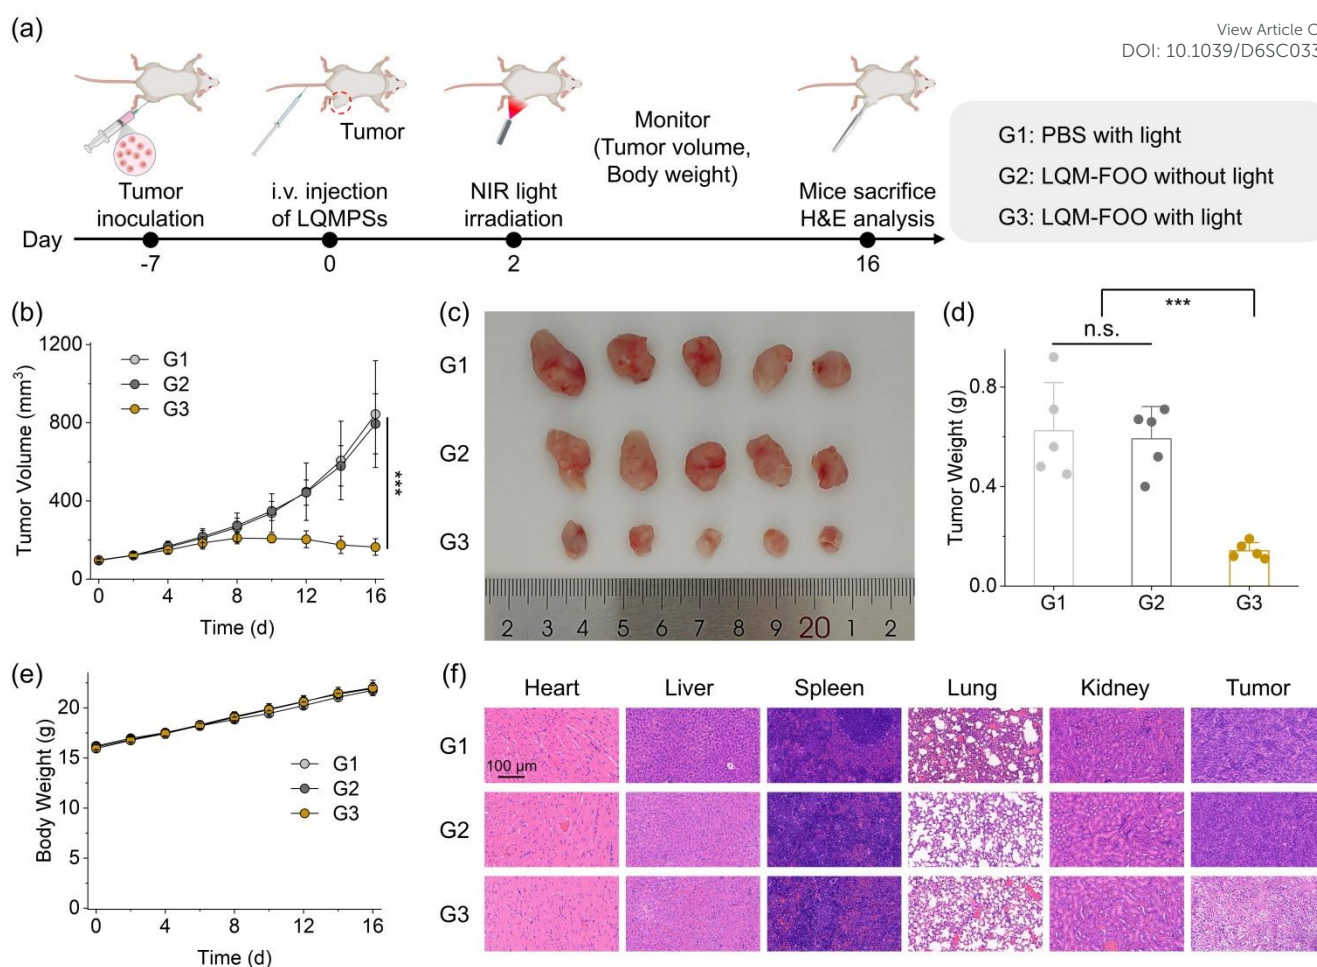 (a)
View Article O
DOI: 10.1039/D6SC033
Tumor
Monitor
(Tumor volume,
Body weight)
Tumor
inoculation
i.v. injection
of LQMPSs
NIR light
irradiation
Mice sacrifice
H&E analysis
Day
-7
0
2
16
G1: PBS with light
G2: LQM-FOO without light
G3: LQM-FOO with light
(b)
1200
800
400
0
Tumor Volume (mm³)
G1
G2
G3
***
0 4 8 12 16
Time (d)
(c)
G1
G2
G3
2 3 4 5 6 7 8 9 20 1 2
(d)
***
n.s.
0.8
0.4
0.0
Tumor Weight (g)
G1 G2 G3
(e)
20
15
10
5
0
Body Weight (g)
G1
G2
G3
0 4 8 12 16
Time (d)
(f)
Heart Liver Spleen Lung Kidney Tumor
G1
100 μm
G2
G3